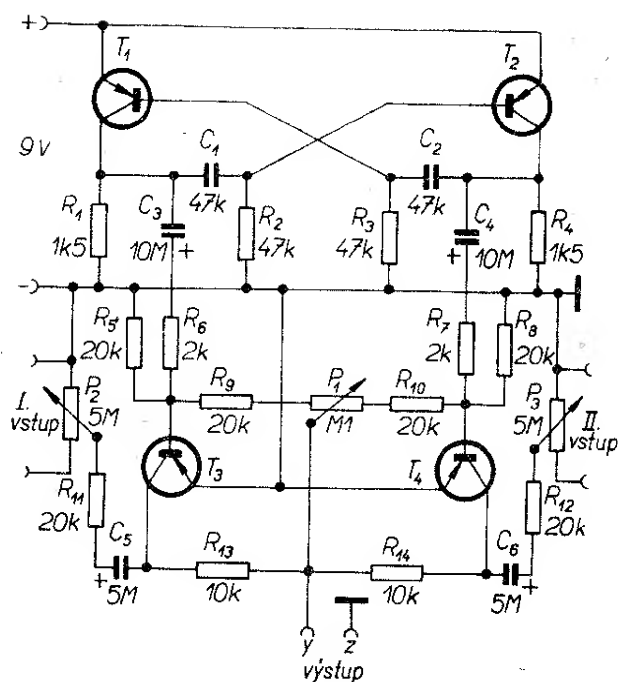 +
T₁
T₂
9V
C₁
47k
C₂
47k
R₁
1k5
C₃
10M
+
R₂
47k
R₃
47k
C₄
+
10M
R₄
1k5
-
R₅
20k
R₆
2k
R₇
2k
R₈
20k
I.
vstup
P₂
5M
R₉
20k
P₁
M1
R₁₀
20k
P₃
5M
II.
vstup
T₃
T₄
R₁₁
20k
R₁₂
20k
C₅
+
5M
R₁₃
10k
R₁₄
10k
C₆
5M
+
y
z
výstup